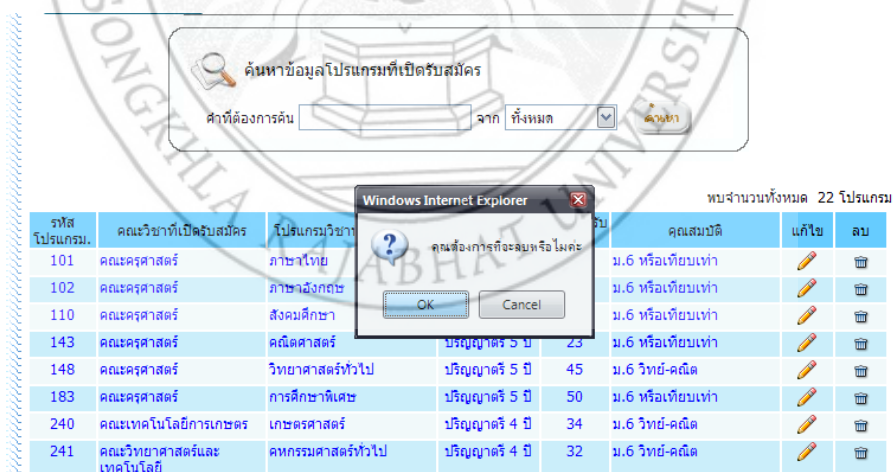 ค้นหาข้อมูลโปรแกรมที่เปิดรับสมัคร
คำที่ต้องการค้น จาก ทั้งหมด ค้นหา
พบจำนวนทั้งหมด 22 โปรแกรม
Windows Internet Explorer
คุณต้องการที่จะลบหรือไม่ค่ะ
OK Cancel
รหัสโปรแกรม. คณะวิชาที่เปิดรับสมัคร โปรแกรมวิชา คุณสมบัติ แก้ไข ลบ
101 คณะครุศาสตร์ ภาษาไทย ม.6 หรือเทียบเท่า
102 คณะครุศาสตร์ ภาษาอังกฤษ ม.6 หรือเทียบเท่า
110 คณะครุศาสตร์ สังคมศึกษา ม.6 หรือเทียบเท่า
143 คณะครุศาสตร์ คณิตศาสตร์ ปริญญาตรี 5 ปี 23 ม.6 หรือเทียบเท่า
148 คณะครุศาสตร์ วิทยาศาสตร์ทั่วไป ปริญญาตรี 5 ปี 45 ม.6 วิทย์-คณิต
183 คณะครุศาสตร์ การศึกษาพิเศษ ปริญญาตรี 5 ปี 50 ม.6 หรือเทียบเท่า
240 คณะเทคโนโลยีการเกษตร เกษตรศาสตร์ ปริญญาตรี 4 ปี 34 ม.6 วิทย์-คณิต
241 คณะวิทยาศาสตร์และเทคโนโลยี คหกรรมศาสตร์ทั่วไป ปริญญาตรี 4 ปี 32 ม.6 วิทย์-คณิต
SONGKHLA RAJABHAT